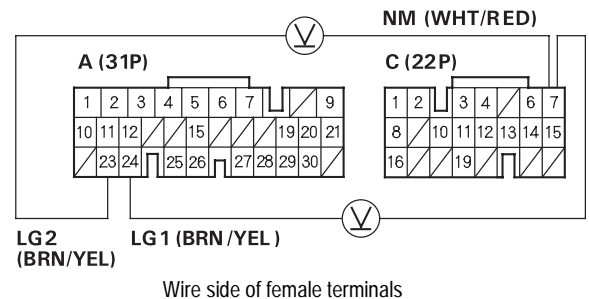 NM (WHT/RED)
V
A (31P)
C (22P)
1 2 3 4 5 6 7 9
1 2 3 4 6 7
10 11 12 15 19 20 21
8 10 11 12 13 14 15
23 24 25 26 27 28 29 30
16 19
LG2
(BRN/YEL)
LG1 (BRN/YEL)
V
Wire side of female terminals